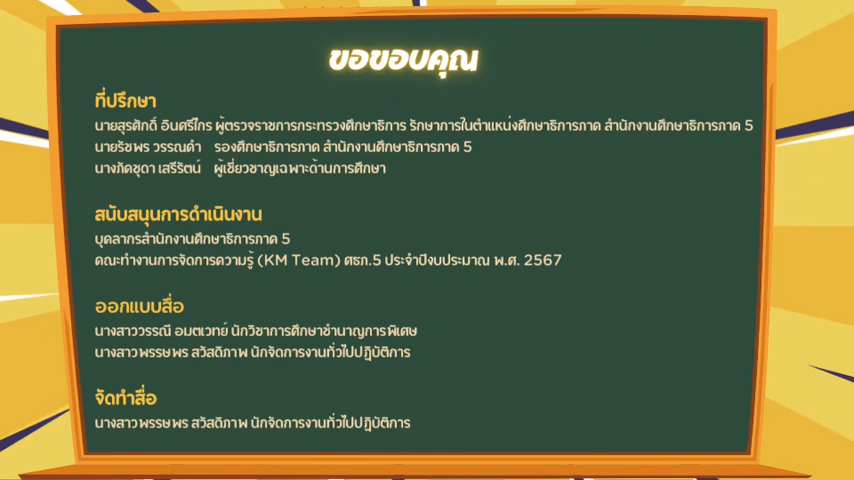 ขอขอบคุณ
ที่ปรึกษา
นายสุรศักดิ์ อินศรีไกร ผู้ตรวจราชการกระทรวงศึกษาธิการ รักษาการในตำแหน่งศึกษาธิการภาค สำนักงานศึกษาธิการภาค 5
นายรัชพร วรรณดำ รองศึกษาธิการภาค สำนักงานศึกษาธิการภาค 5
นางภัดชุดา เสรีรัตน์ ผู้เชี่ยวชาญเฉพาะด้านการศึกษา
สนับสนุนการดำเนินงาน
บุคลากรสำนักงานศึกษาธิการภาค 5
คณะทำงานการจัดการความรู้ (KM Team) ศธภ.5 ประจำปีงบประมาณ พ.ศ. 2567
ออกแบบสื่อ
นางสาววรรณี อมตเวทย์ นักวิชาการศึกษาชำนาญการพิเศษ
นางสาวพรรษพร สวัสดิภาพ นักจัดการงานทั่วไปปฏิบัติการ
จัดทำสื่อ
นางสาวพรรษพร สวัสดิภาพ นักจัดการงานทั่วไปปฏิบัติการ